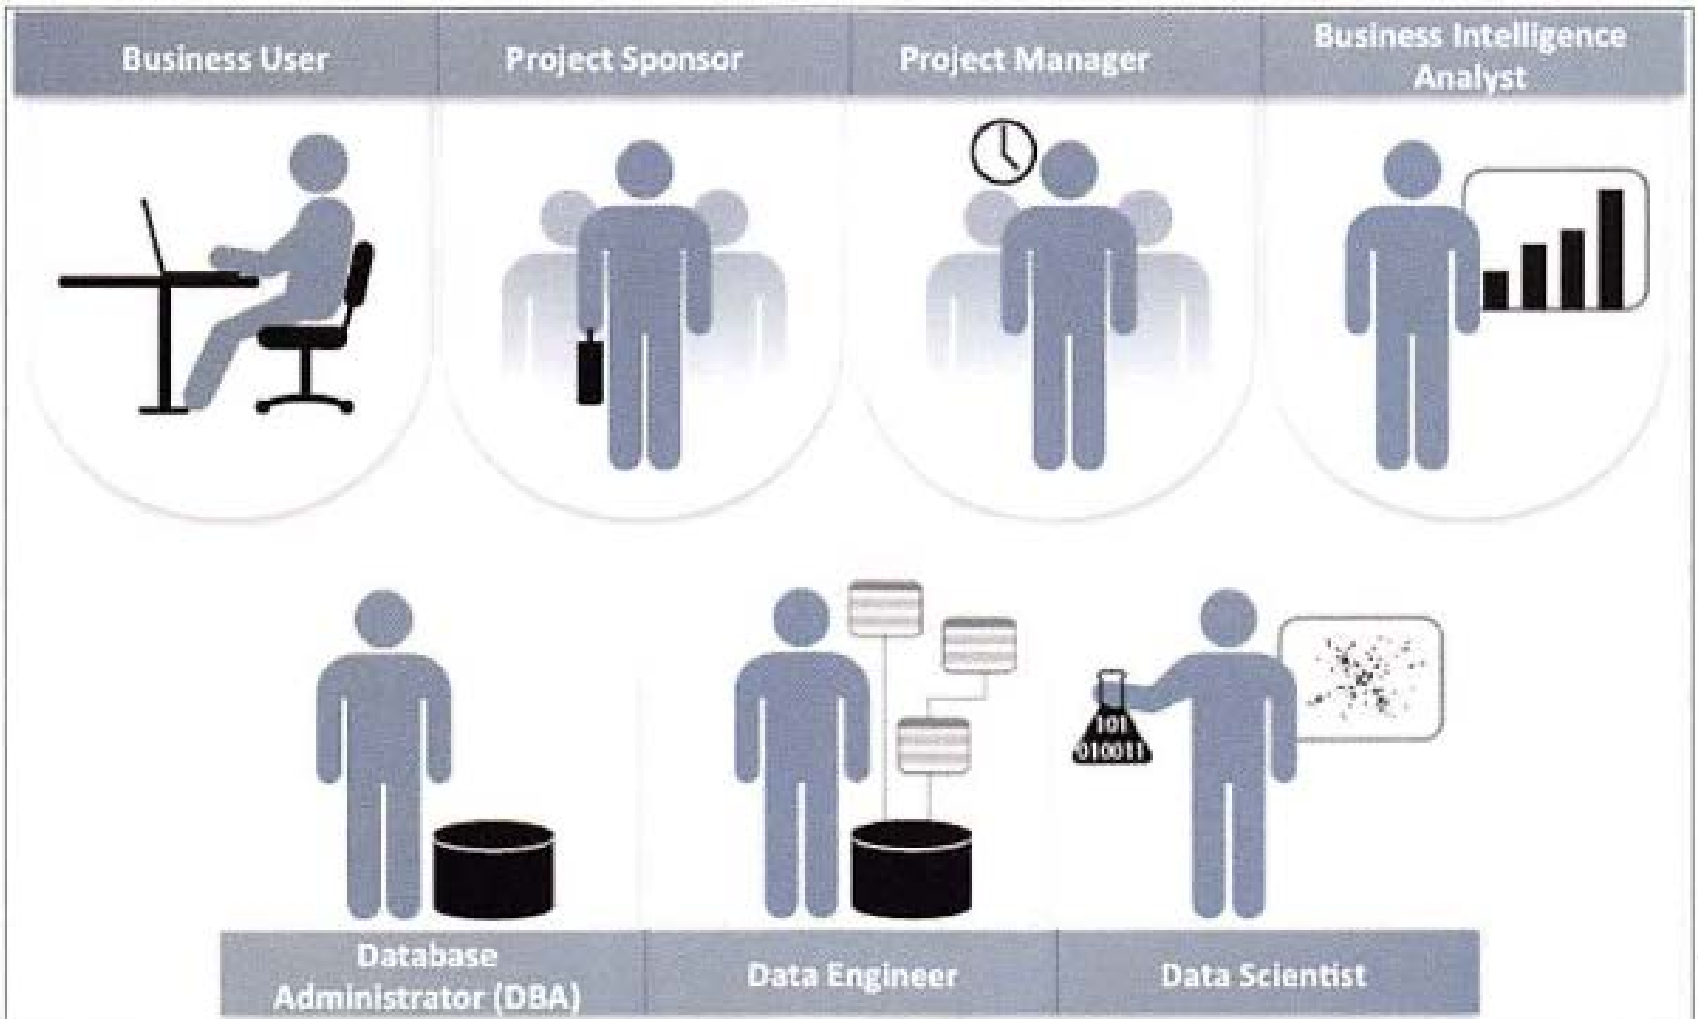 Business User
Project Sponsor
Project Manager
Business Intelligence
Analyst
101
010011
Database
Administrator (DBA)
Data Engineer
Data Scientist